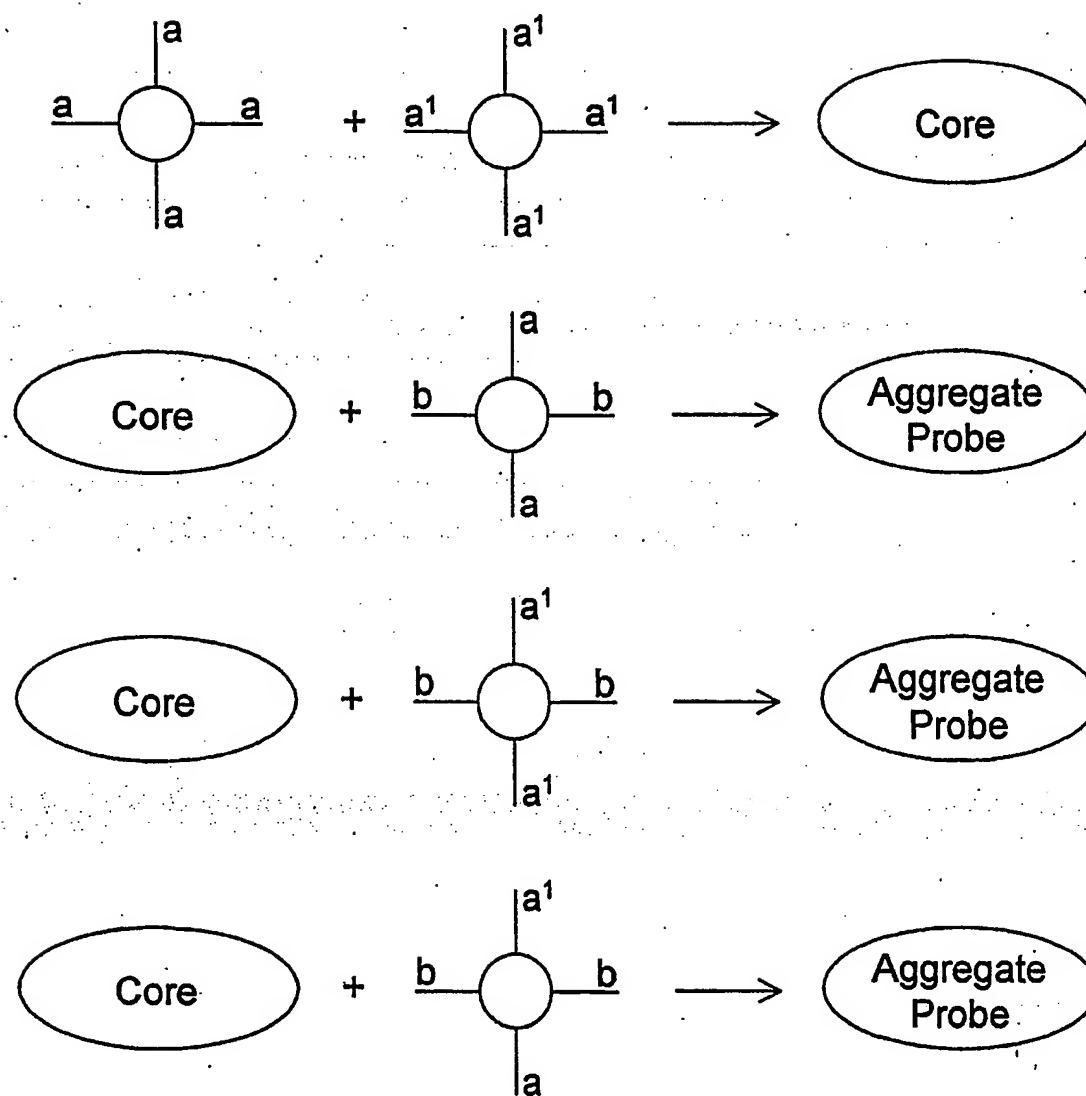 a a¹
a a + a¹ a¹ → Core
a a¹
a
Core + b b → Aggregate Probe
a
a¹
Core + b b → Aggregate Probe
a¹
a¹
Core + b b → Aggregate Probe
a